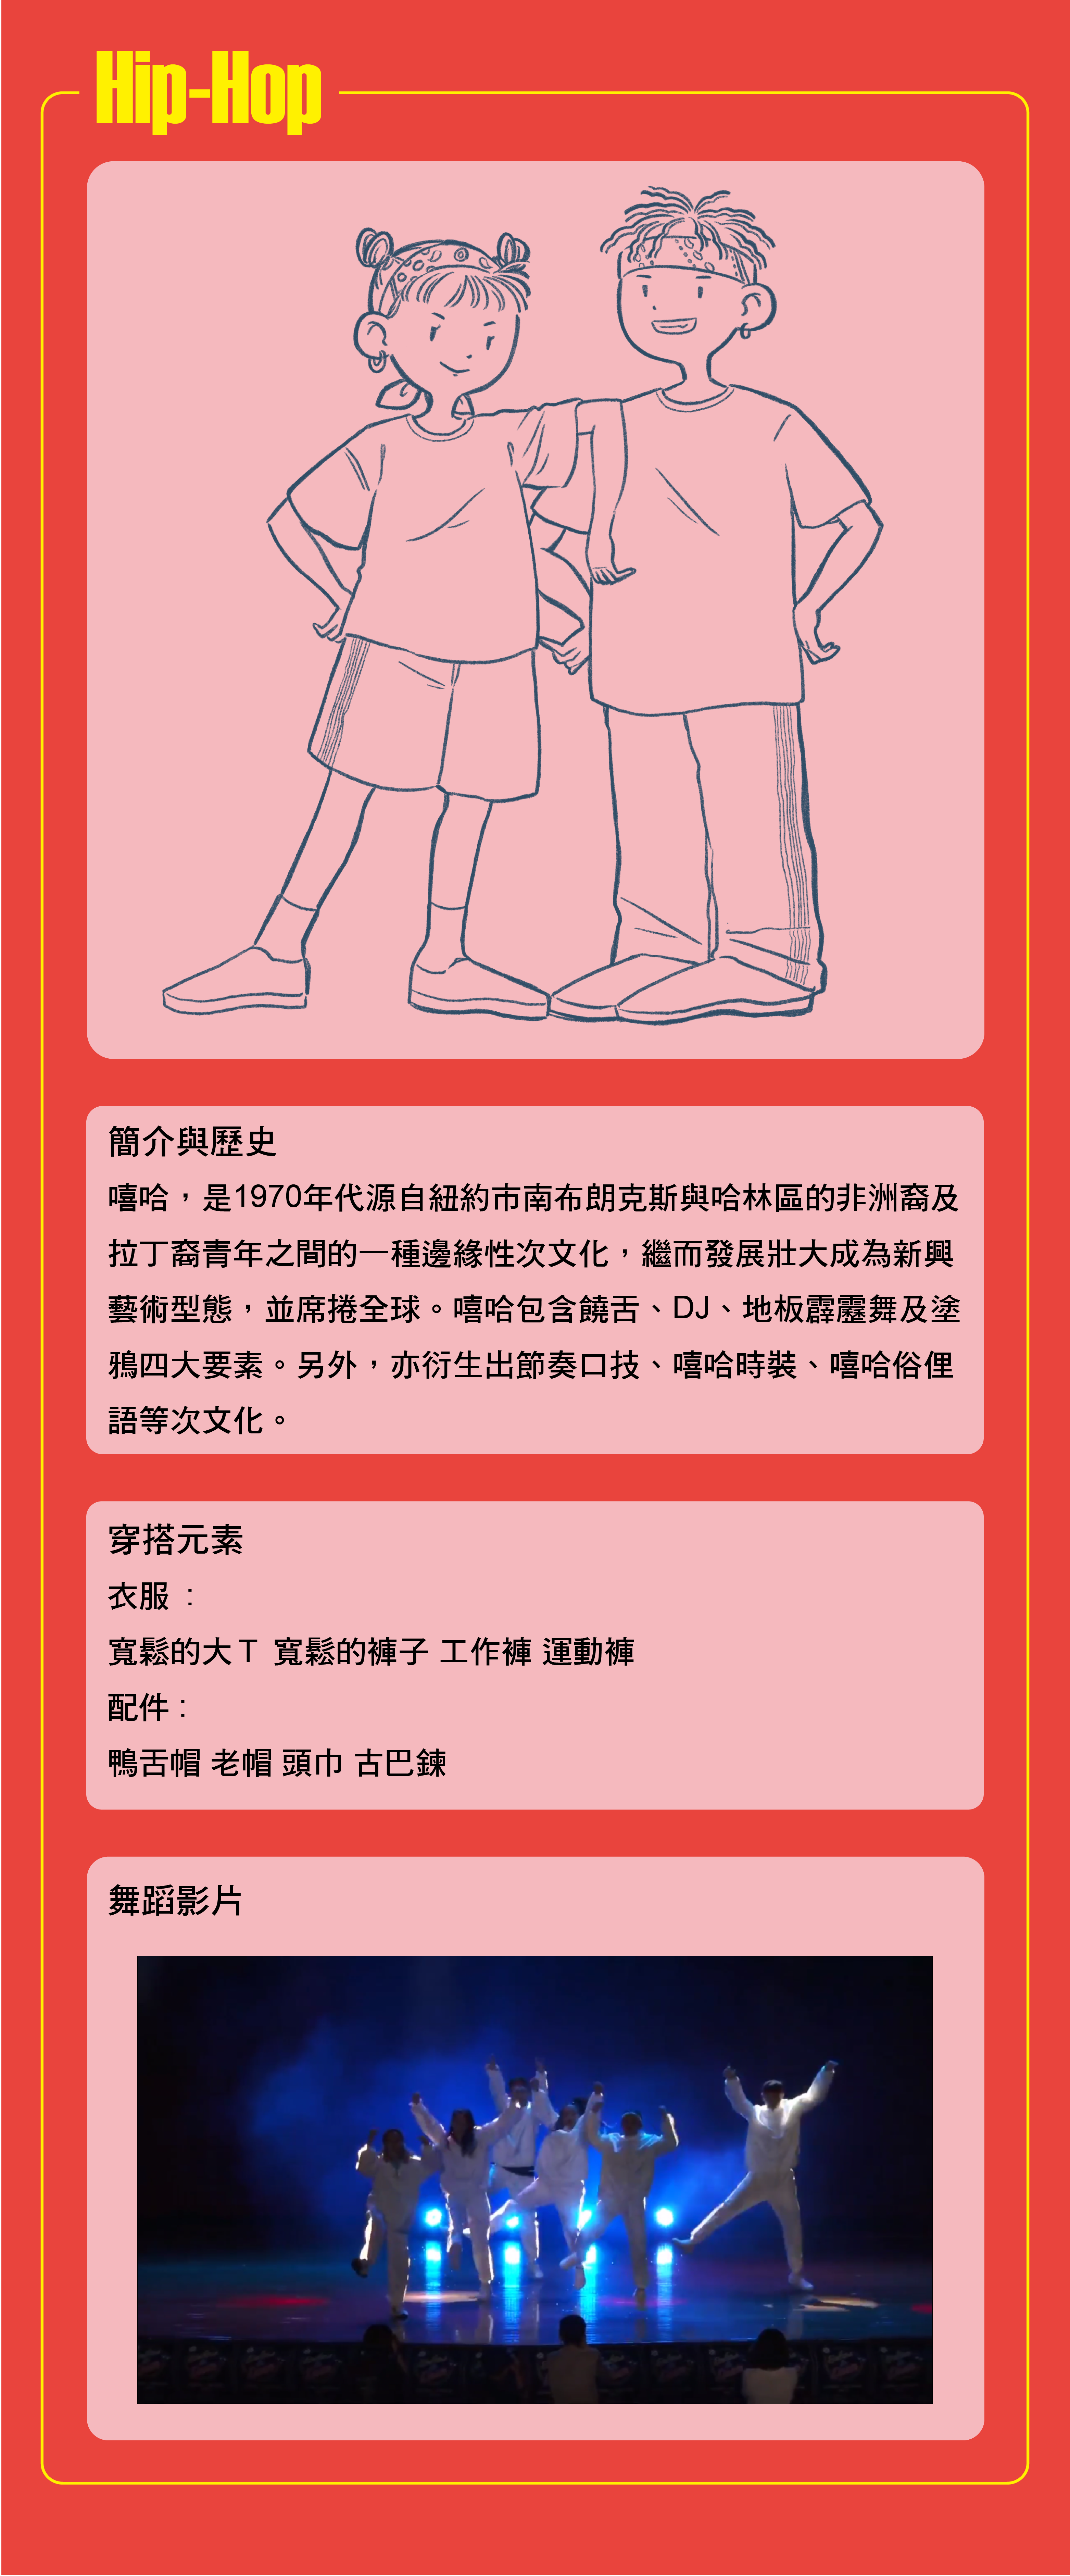 Hip-Hop
簡介與歷史
嘻哈，是1970年代源自紐約市南布朗克斯與哈林區的非洲裔及
拉丁裔青年之間的一種邊緣性次文化，繼而發展壯大成為新興
藝術型態，並席捲全球。嘻哈包含饒舌、DJ、地板霹靂舞及塗
鴉四大要素。另外，亦衍生出節奏口技、嘻哈時裝、嘻哈俗俚
語等次文化。
穿搭元素
衣服 ：
寬鬆的大T 寬鬆的褲子 工作褲 運動褲
配件 :
鴨舌帽 老帽 頭巾 古巴鍊
舞蹈影片